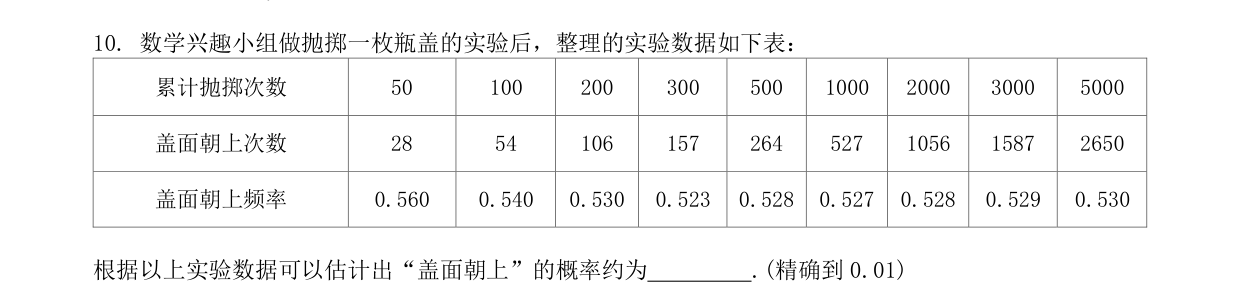 10. 数学兴趣小组做抛掷一枚瓶盖的实验后，整理的实验数据如下表：
累计抛掷次数 50 100 200 300 500 1000 2000 3000 5000
盖面朝上次数 28 54 106 157 264 527 1056 1587 2650
盖面朝上频率 0.560 0.540 0.530 0.523 0.528 0.527 0.528 0.529 0.530
根据以上实验数据可以估计出“盖面朝上”的概率约为_________.(精确到 0.01)